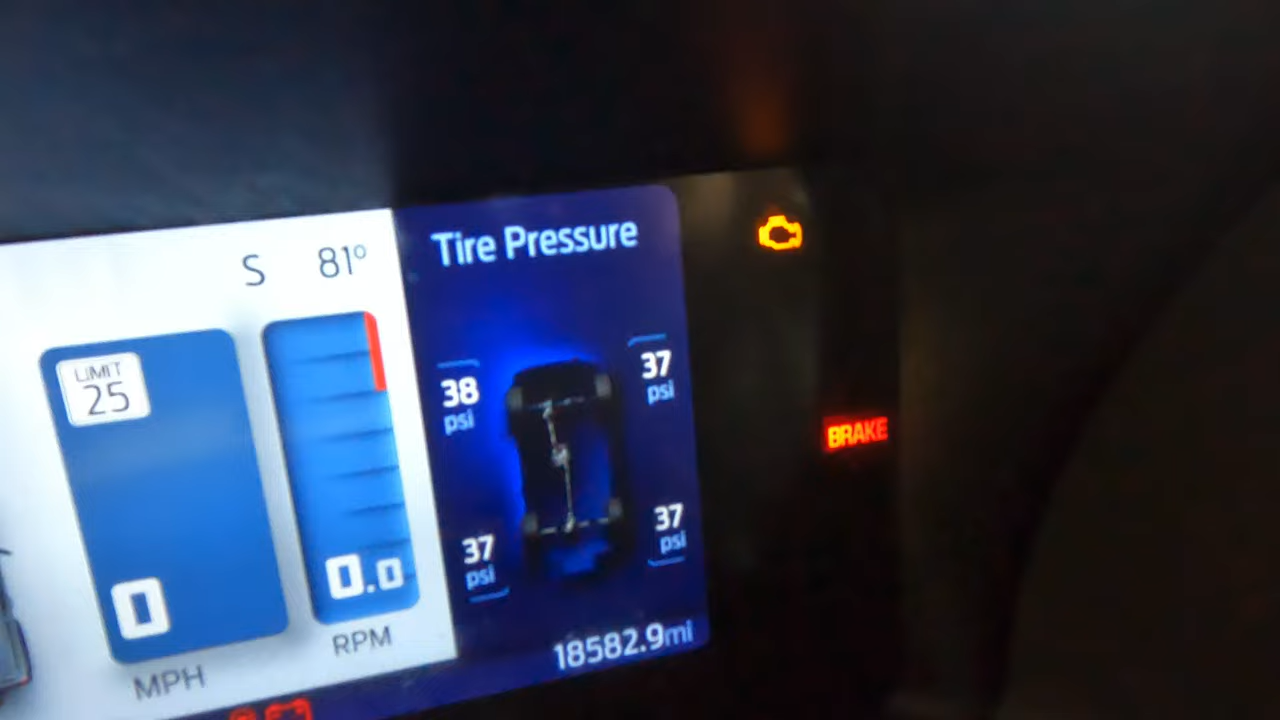 S 81°
LIMIT
25
0
MPH
0.0
RPM
Tire Pressure
38
psi
37
psi
37
psi
37
psi
18582.9mi
BRAKE